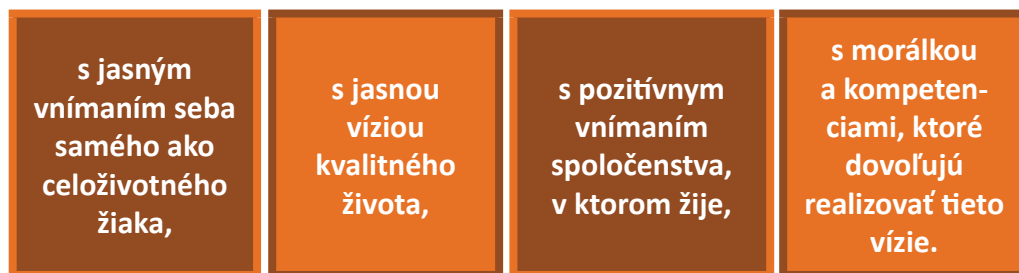 s jasným
vnímaním seba
samého ako
celoživotného
žiaka,
s jasnou
víziou
kvalitného
života,
s pozitívnym
vnímaním
spoločenstva,
v ktorom žije,
s morálkou
a kompeten-
ciami, ktoré
dovoľujú
realizovať tieto
vízie.